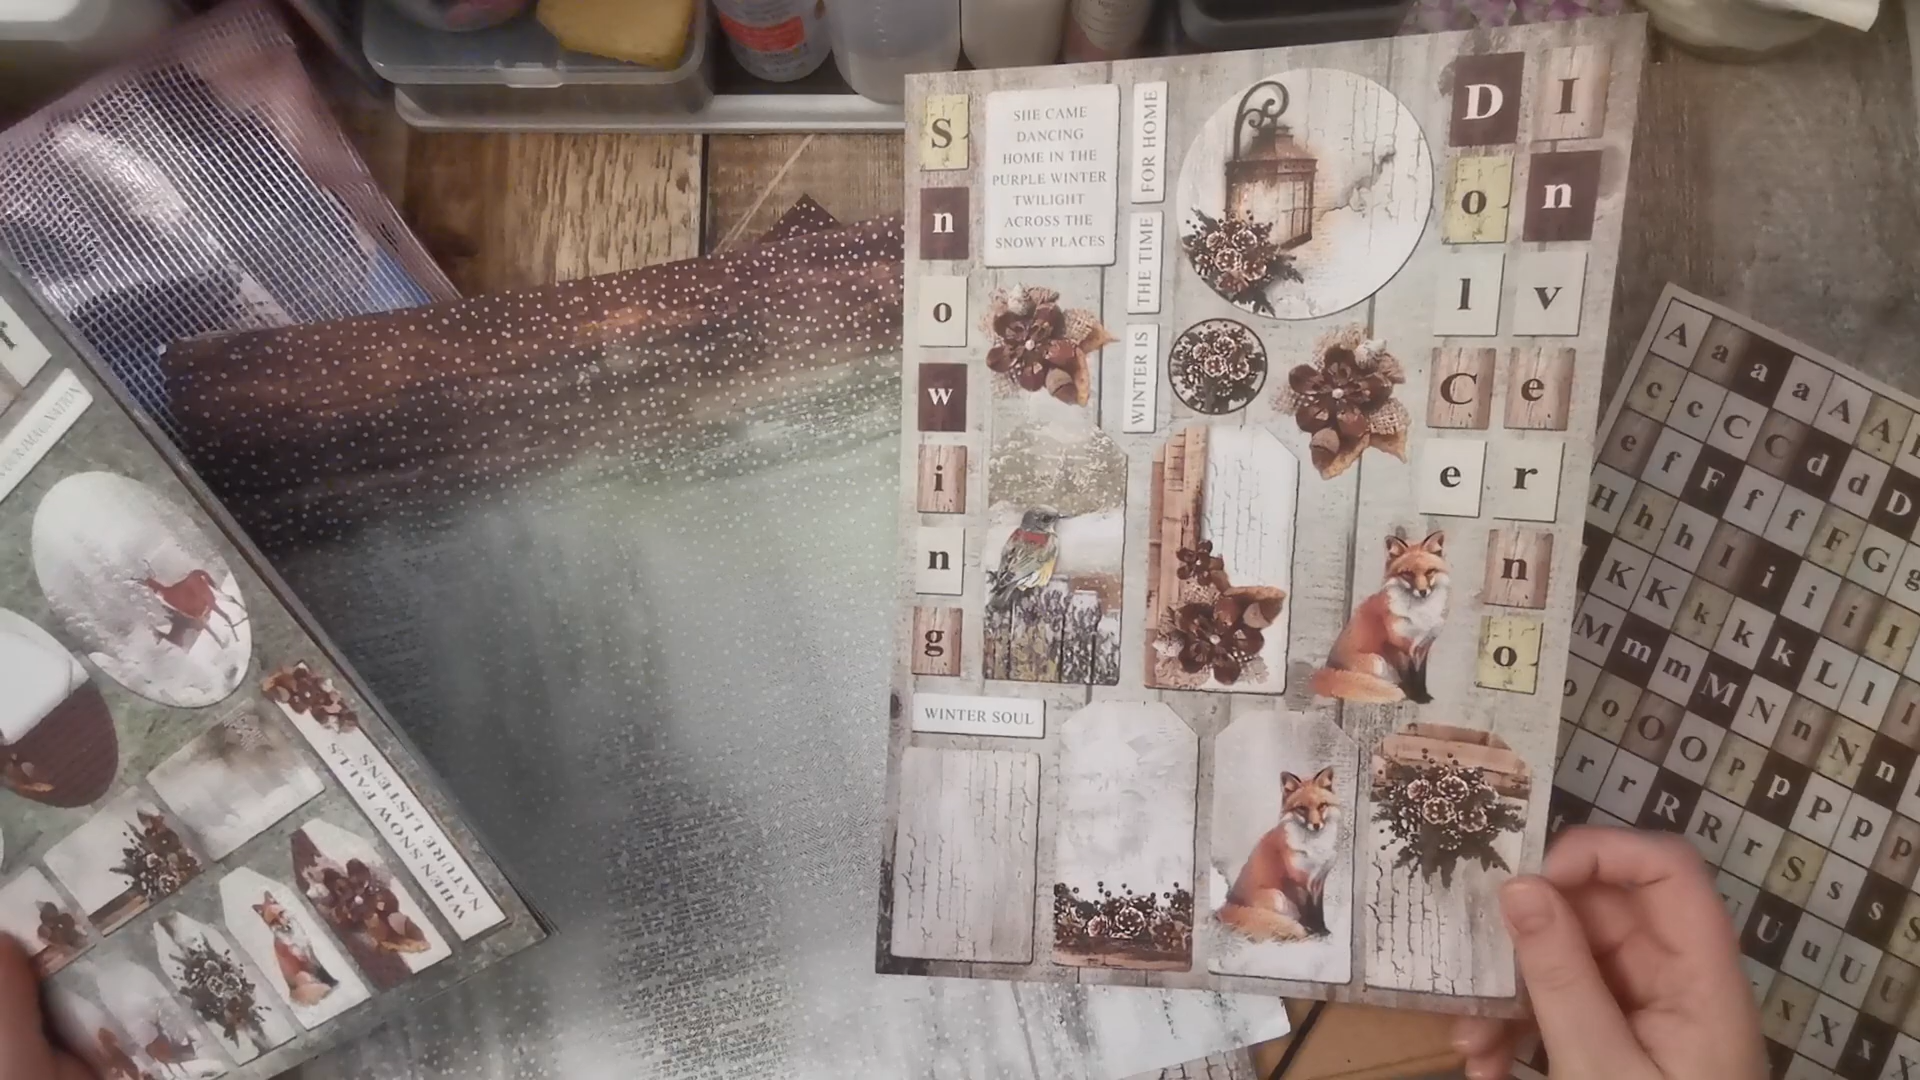 S
n
o
w
i
n
g
SHE CAME
DANCING
HOME IN THE
PURPLE WINTER
TWILIGHT
ACROSS THE
SNOWY PLACES
FOR HOME
THE TIME
WINTER IS
D I
o n
l v
C e
e r
n
o
WINTER SOUL
WHEN SNOW FALLS
NATURE LISTENS
A a a a A A
c c C C d d D
e f F f f F G g
H h h I i i i I
K K k k k L l
M m m M N n N n
o o O O p p P p p
r r R R r S s s S
U u U U
x X x